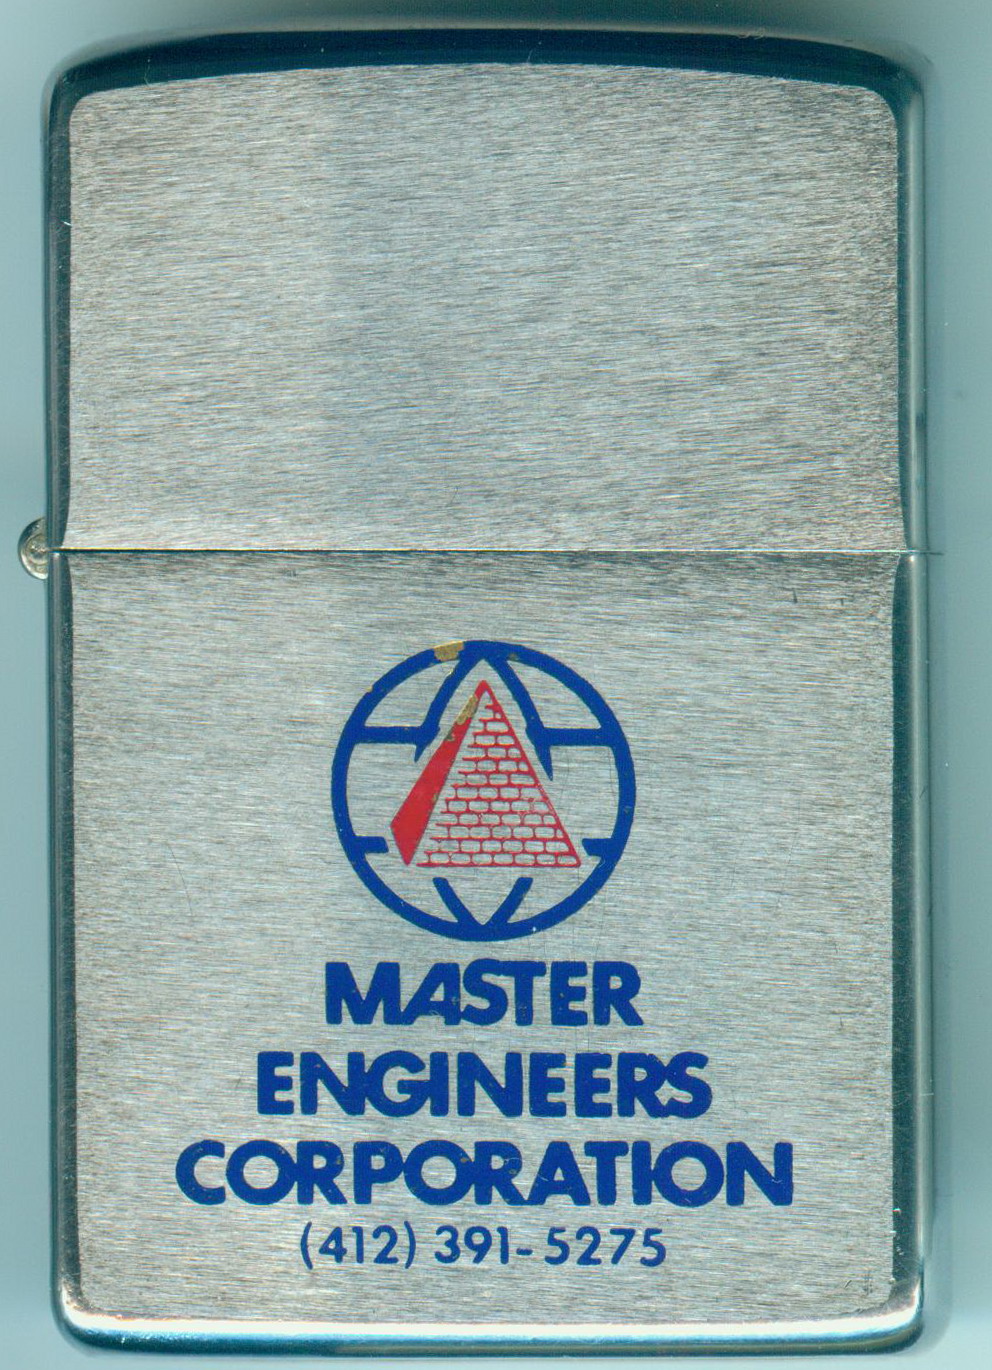 MASTER
ENGINEERS
CORPORATION
(412) 391-5275